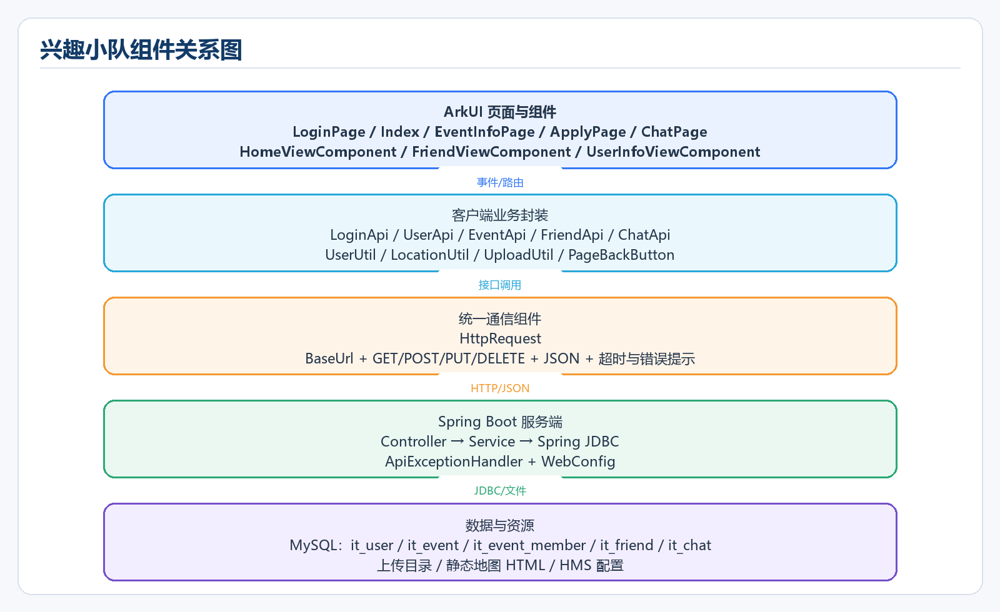 兴趣小队组件关系图
ArkUI 页面与组件
LoginPage / Index / EventInfoPage / ApplyPage / ChatPage
HomeViewComponent / FriendViewComponent / UserInfoViewComponent
事件/路由
客户端业务封装
LoginApi / UserApi / EventApi / FriendApi / ChatApi
UserUtil / LocationUtil / UploadUtil / PageBackButton
接口调用
统一通信组件
HttpRequest
BaseUrl + GET/POST/PUT/DELETE + JSON + 超时与错误提示
HTTP/JSON
Spring Boot 服务端
Controller → Service → Spring JDBC
ApiExceptionHandler + WebConfig
JDBC/文件
数据与资源
MySQL：it_user / it_event / it_event_member / it_friend / it_chat
上传目录 / 静态地图 HTML / HMS 配置